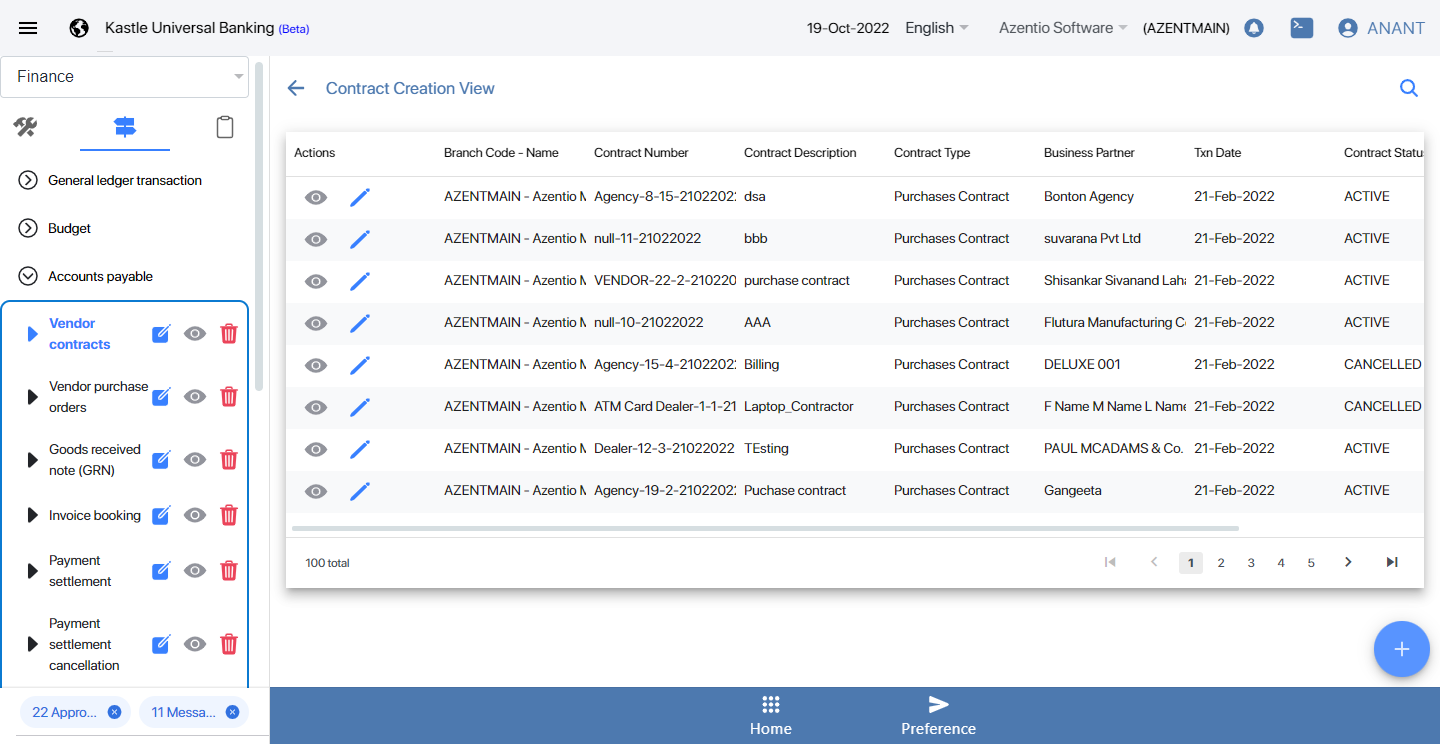 Kastle Universal Banking (Beta)
19-Oct-2022 English Azentio Software (AZENTMAIN) ANANT
Finance
General ledger transaction
Budget
Accounts payable
Vendor
contracts
Vendor purchase
orders
Goods received
note (GRN)
Invoice booking
Payment
settlement
Payment
settlement
cancellation
22 Appro...
11 Messa...
Contract Creation View
Actions Branch Code - Name Contract Number Contract Description Contract Type Business Partner Txn Date Contract Statu
AZENTMAIN - Azentio M Agency-8-15-2102202 dsa Purchases Contract Bonton Agency 21-Feb-2022 ACTIVE
AZENTMAIN - Azentio M null-11-21022022 bbb Purchases Contract suvarana Pvt Ltd 21-Feb-2022 ACTIVE
AZENTMAIN - Azentio M VENDOR-22-2-210220 purchase contract Purchases Contract Shisankar Sivanand Laha 21-Feb-2022 ACTIVE
AZENTMAIN - Azentio M null-10-21022022 AAA Purchases Contract Flutura Manufacturing C 21-Feb-2022 ACTIVE
AZENTMAIN - Azentio M Agency-15-4-2102202 Billing Purchases Contract DELUXE 001 21-Feb-2022 CANCELLED
AZENTMAIN - Azentio M ATM Card Dealer-1-1-21 Laptop_Contractor Purchases Contract F Name M Name L Name 21-Feb-2022 CANCELLED
AZENTMAIN - Azentio M Dealer-12-3-21022022 TEsting Purchases Contract PAUL MCADAMS & Co. 21-Feb-2022 ACTIVE
AZENTMAIN - Azentio M Agency-19-2-2102202 Puchase contract Purchases Contract Gangeeta 21-Feb-2022 ACTIVE
100 total
1 2 3 4 5
Home
Preference